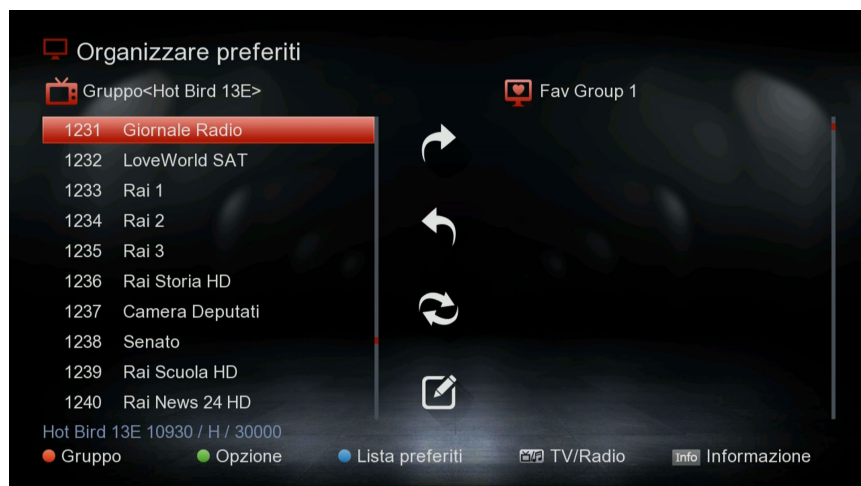 Organizzare preferiti
Gruppo<Hot Bird 13E>
Fav Group 1
1231 Giornale Radio
1232 LoveWorld SAT
1233 Rai 1
1234 Rai 2
1235 Rai 3
1236 Rai Storia HD
1237 Camera Deputati
1238 Senato
1239 Rai Scuola HD
1240 Rai News 24 HD
Hot Bird 13E 10930 / H / 30000
Gruppo Opzione Lista preferiti TV/Radio Info Informazione